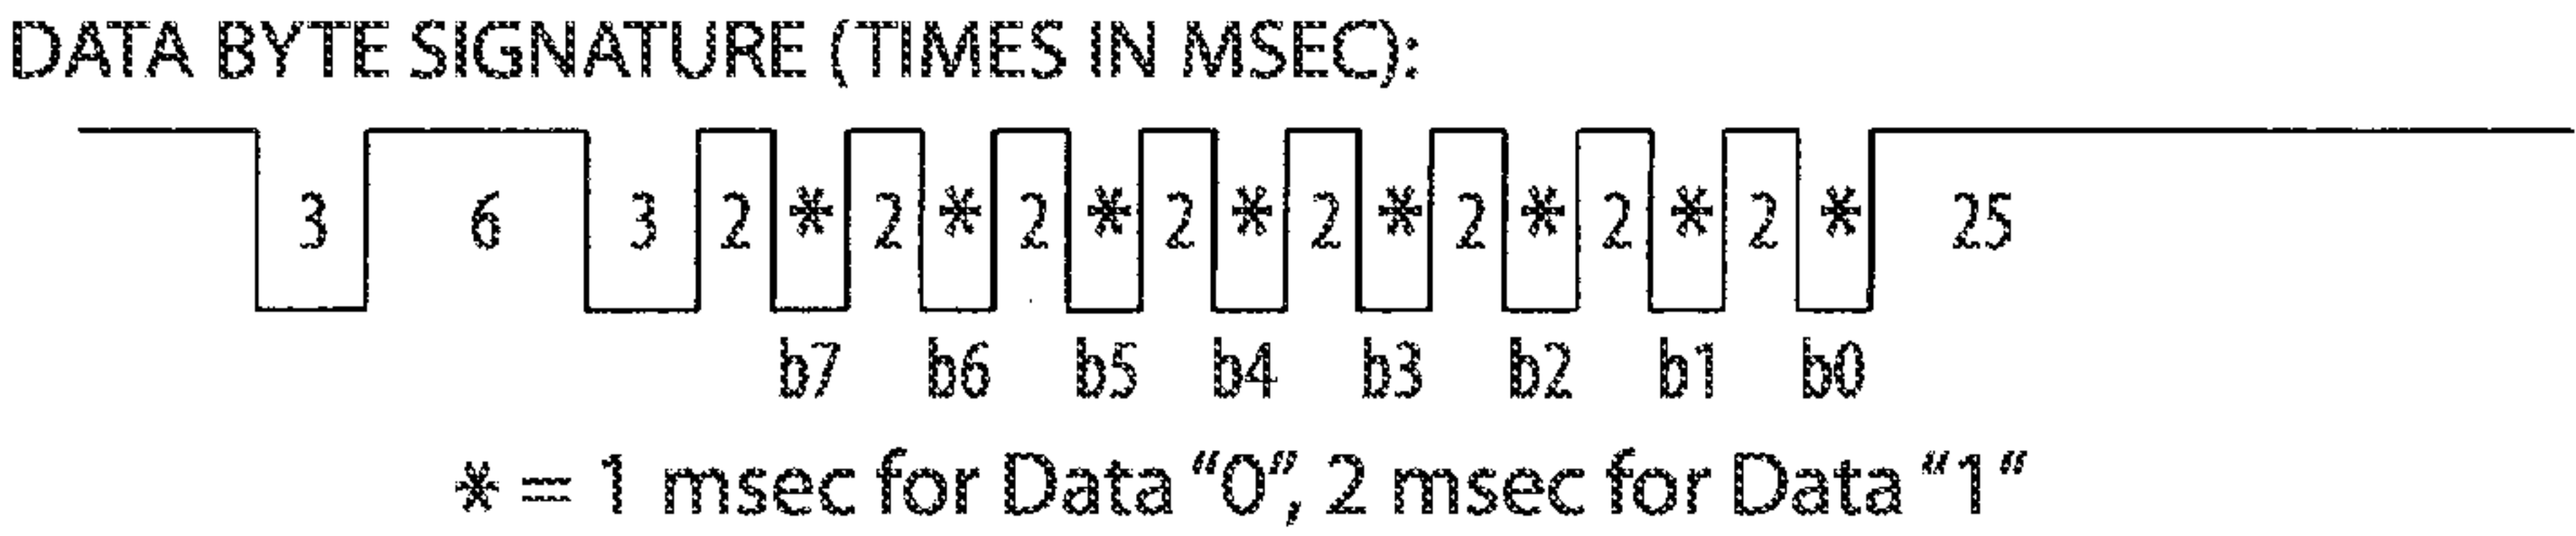 DATA BYTE SIGNATURE (TIMES IN MSEC):
3 6 3 2 * 2 * 2 * 2 * 2 * 2 * 2 * 2 * 25
b7 b6 b5 b4 b3 b2 b1 b0
* = 1 msec for Data “0”, 2 msec for Data “1”